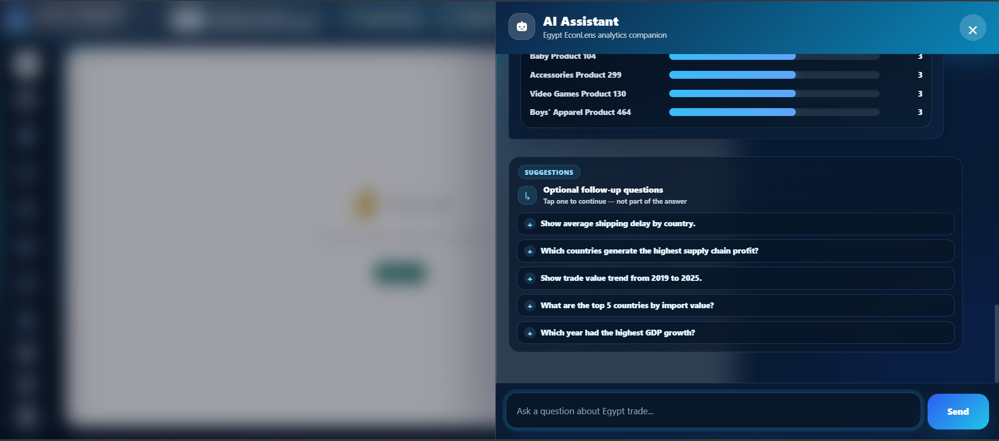 AI Assistant
Egypt EconLens analytics companion
Baby Product 104 3
Accessories Product 299 3
Video Games Product 130 3
Boys' Apparel Product 464 3
SUGGESTIONS
Optional follow-up questions
Tap one to continue — not part of the answer
+ Show average shipping delay by country.
+ Which countries generate the highest supply chain profit?
+ Show trade value trend from 2019 to 2025.
+ What are the top 5 countries by import value?
+ Which year had the highest GDP growth?
Ask a question about Egypt trade...
Send